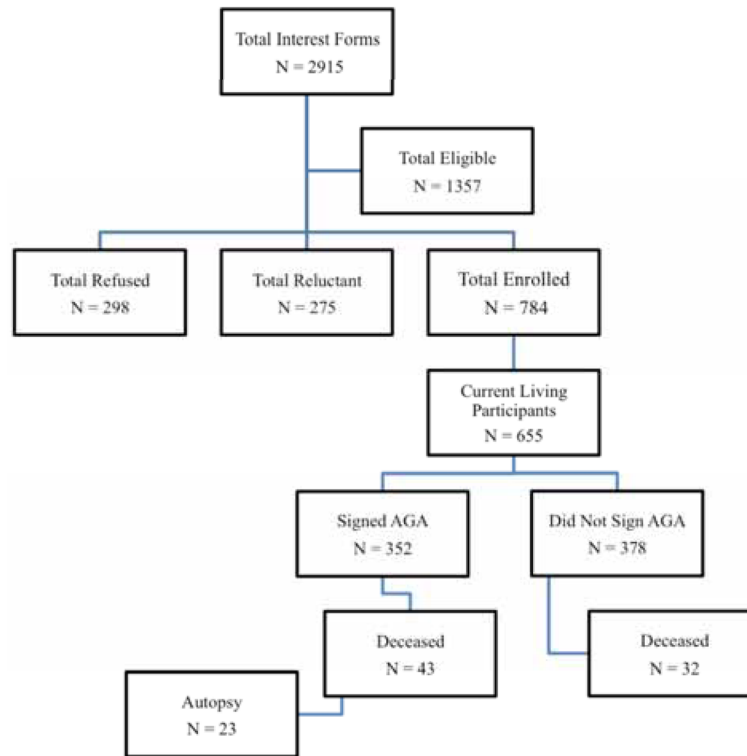 Total Interest Forms
N = 2915
Total Eligible
N = 1357
Total Refused
N = 298
Total Reluctant
N = 275
Total Enrolled
N = 784
Current Living
Participants
N = 655
Signed AGA
N = 352
Did Not Sign AGA
N = 378
Deceased
N = 43
Deceased
N = 32
Autopsy
N = 23